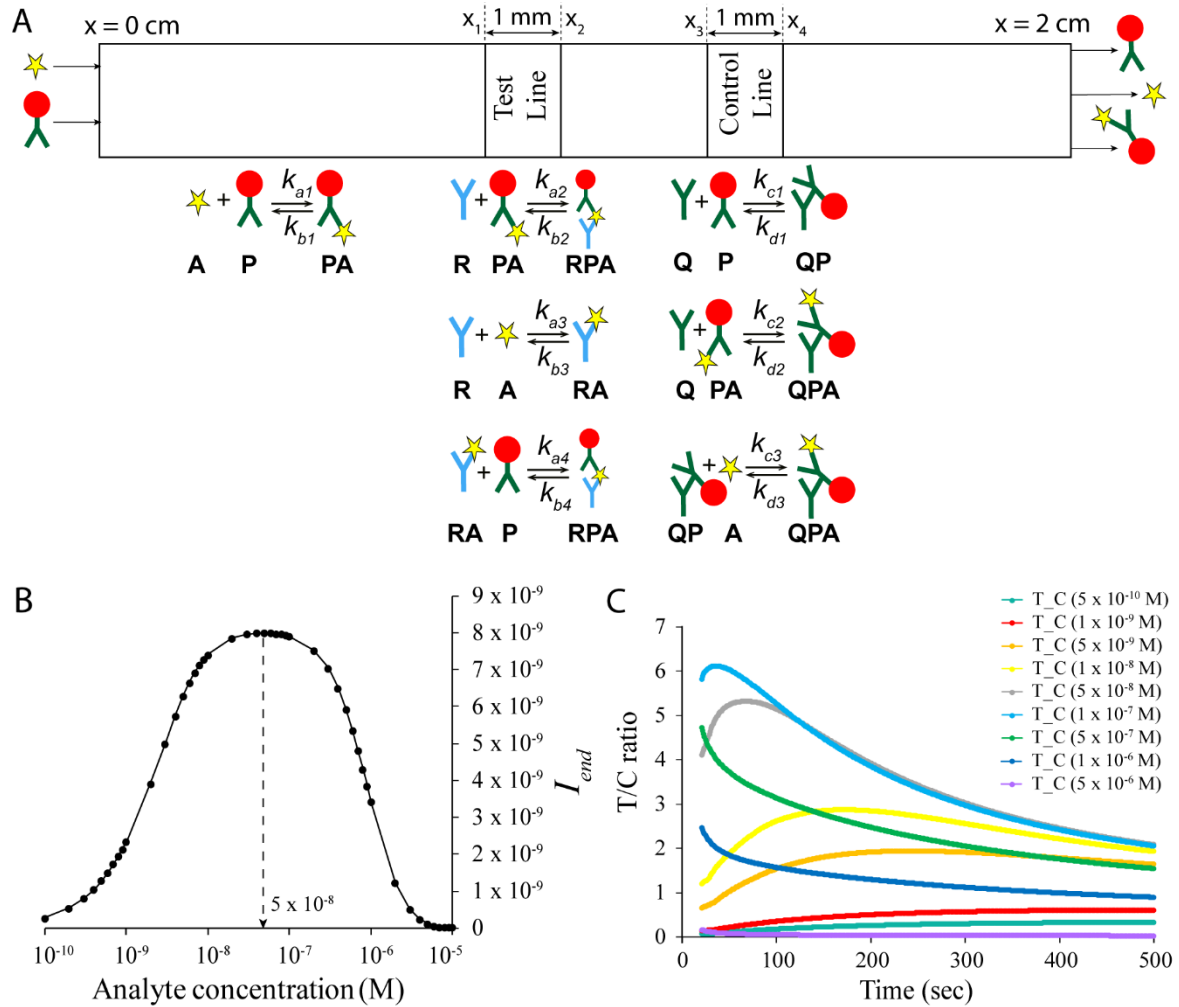 A
x = 0 cm
x1
1 mm
x2
x3
1 mm
x4
x = 2 cm
Test
Line
Control
Line
+ ka1
kb1
A P PA
+ ka2
kb2
R PA RPA
+ kc1
kd1
Q P QP
+ ka3
kb3
R A RA
+ kc2
kd2
Q PA QPA
+ ka4
kb4
RA P RPA
+ kc3
kd3
QP A QPA
B
9 x 10⁻⁹
8 x 10⁻⁹
7 x 10⁻⁹
6 x 10⁻⁹
5 x 10⁻⁹
4 x 10⁻⁹
3 x 10⁻⁹
2 x 10⁻⁹
1 x 10⁻⁹
0
Iend
5 x 10⁻⁸
10⁻¹⁰ 10⁻⁹ 10⁻⁸ 10⁻⁷ 10⁻⁶ 10⁻⁵
Analyte concentration (M)
C
T_C (5 x 10⁻¹⁰ M)
T_C (1 x 10⁻⁹ M)
T_C (5 x 10⁻⁹ M)
T_C (1 x 10⁻⁸ M)
T_C (5 x 10⁻⁸ M)
T_C (1 x 10⁻⁷ M)
T_C (5 x 10⁻⁷ M)
T_C (1 x 10⁻⁶ M)
T_C (5 x 10⁻⁶ M)
T/C ratio
7
6
5
4
3
2
1
0
0 100 200 300 400 500
Time (sec)